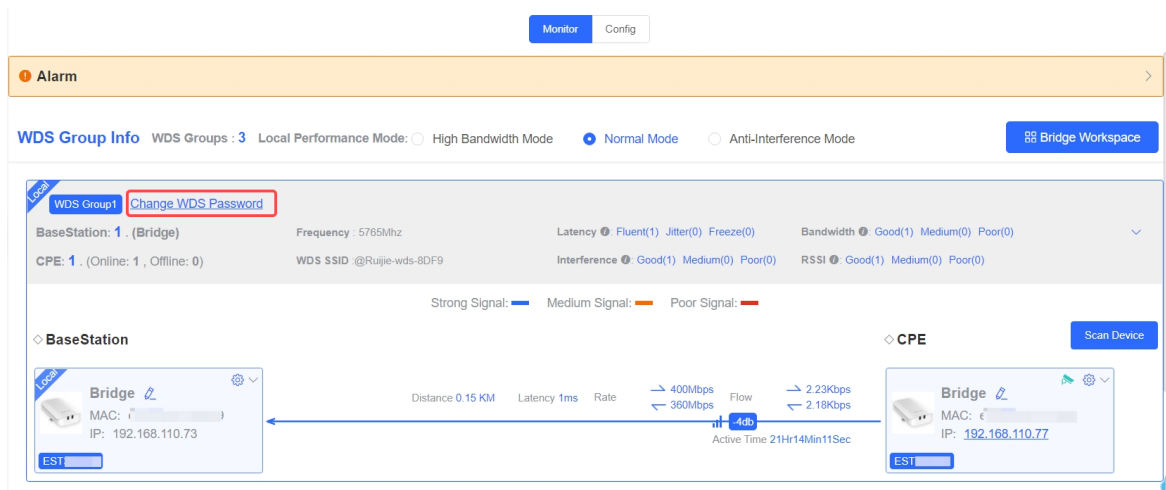 Monitor Config
Alarm
WDS Group Info WDS Groups : 3 Local Performance Mode: High Bandwidth Mode Normal Mode Anti-Interference Mode Bridge Workspace
Local
WDS Group1 Change WDS Password
BaseStation: 1 . (Bridge) Frequency : 5765Mhz Latency : Fluent(1) Jitter(0) Freeze(0) Bandwidth : Good(1) Medium(0) Poor(0)
CPE: 1 . (Online: 1 , Offline: 0) WDS SSID :@Ruijie-wds-8DF9 Interference : Good(1) Medium(0) Poor(0) RSSI : Good(1) Medium(0) Poor(0)
Strong Signal: Medium Signal: Poor Signal:
BaseStation CPE Scan Device
Local
Bridge
MAC:
IP: 192.168.110.73
EST
Distance 0.15 KM Latency 1ms Rate 400Mbps 360Mbps Flow 2.23Kbps 2.18Kbps
-4db
Active Time 21Hr14Min11Sec
Bridge
MAC:
IP: 192.168.110.77
EST